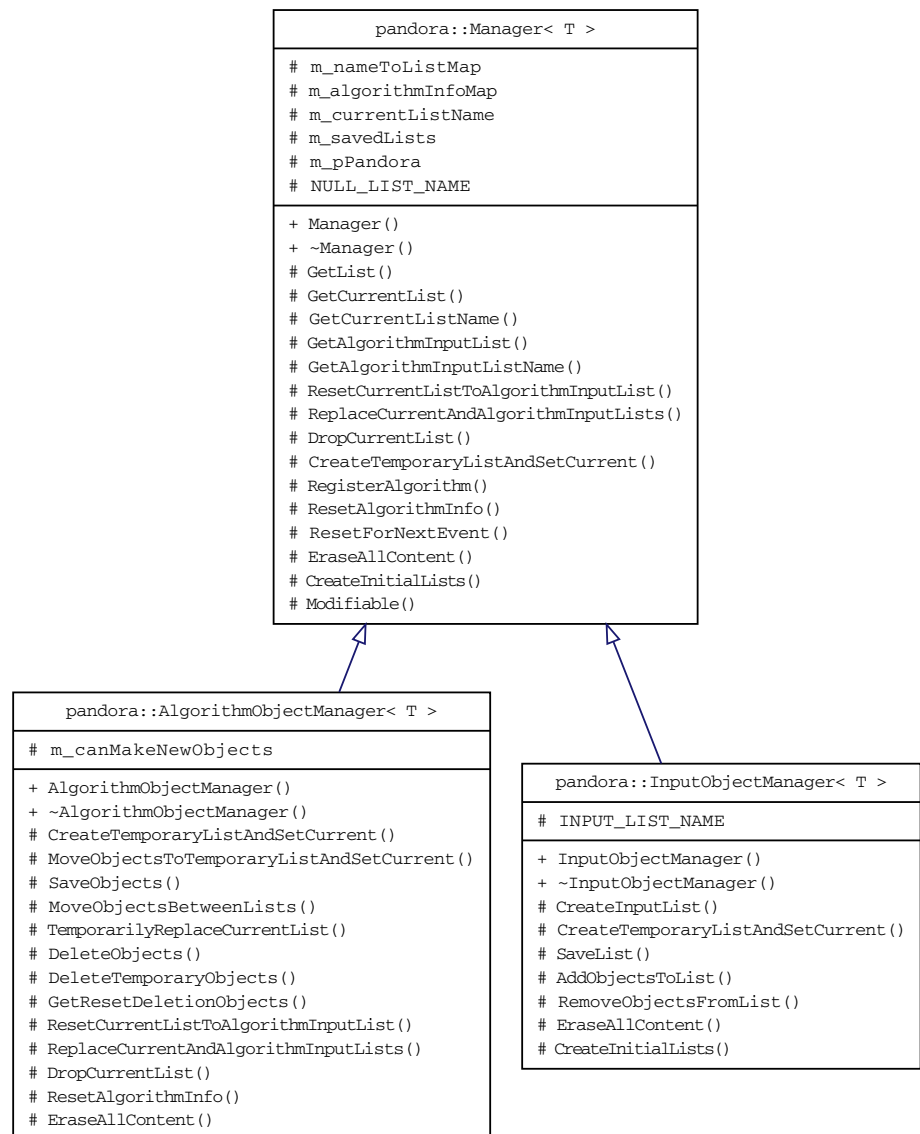 pandora::Manager< T >
# m_nameToListMap
# m_algorithmInfoMap
# m_currentListName
# m_savedLists
# m_pPandora
# NULL_LIST_NAME
+ Manager()
+ ~Manager()
# GetList()
# GetCurrentList()
# GetCurrentListName()
# GetAlgorithmInputList()
# GetAlgorithmInputListName()
# ResetCurrentListToAlgorithmInputList()
# ReplaceCurrentAndAlgorithmInputLists()
# DropCurrentList()
# CreateTemporaryListAndSetCurrent()
# RegisterAlgorithm()
# ResetAlgorithmInfo()
# ResetForNextEvent()
# EraseAllContent()
# CreateInitialLists()
# Modifiable()
pandora::AlgorithmObjectManager< T >
# m_canMakeNewObjects
+ AlgorithmObjectManager()
+ ~AlgorithmObjectManager()
# CreateTemporaryListAndSetCurrent()
# MoveObjectsToTemporaryListAndSetCurrent()
# SaveObjects()
# MoveObjectsBetweenLists()
# TemporarilyReplaceCurrentList()
# DeleteObjects()
# DeleteTemporaryObjects()
# GetResetDeletionObjects()
# ResetCurrentListToAlgorithmInputList()
# ReplaceCurrentAndAlgorithmInputLists()
# DropCurrentList()
# ResetAlgorithmInfo()
# EraseAllContent()
pandora::InputObjectManager< T >
# INPUT_LIST_NAME
+ InputObjectManager()
+ ~InputObjectManager()
# CreateInputList()
# CreateTemporaryListAndSetCurrent()
# SaveList()
# AddObjectsToList()
# RemoveObjectsFromList()
# EraseAllContent()
# CreateInitialLists()